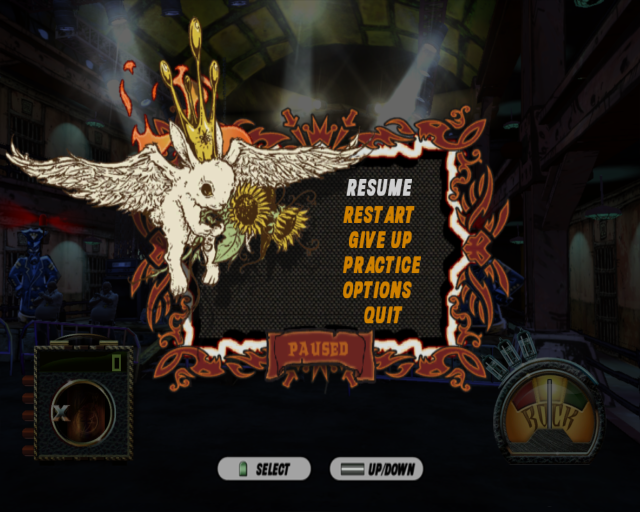 RESUME
RESTART
GIVE UP
PRACTICE
OPTIONS
QUIT
PAUSED
0
X
ROCK
SELECT
UP/DOWN